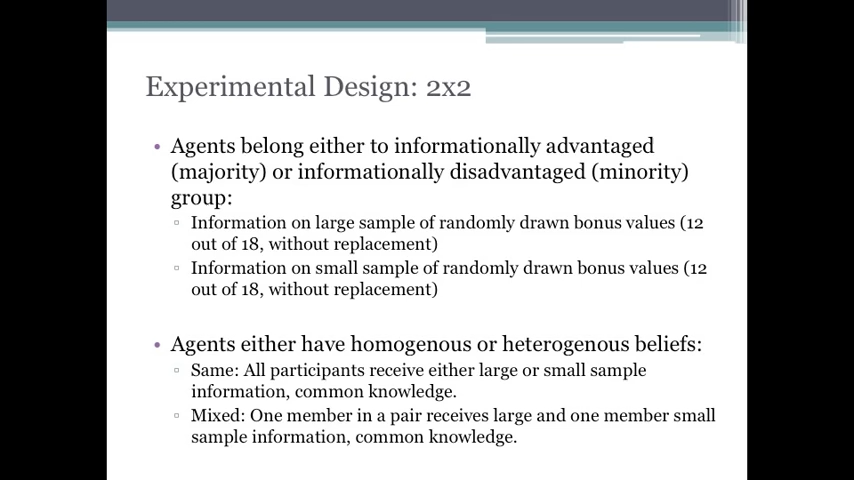 Experimental Design: 2x2
• Agents belong either to informationally advantaged
(majority) or informationally disadvantaged (minority)
group:
▫ Information on large sample of randomly drawn bonus values (12
out of 18, without replacement)
▫ Information on small sample of randomly drawn bonus values (12
out of 18, without replacement)
• Agents either have homogenous or heterogenous beliefs:
▫ Same: All participants receive either large or small sample
information, common knowledge.
▫ Mixed: One member in a pair receives large and one member small
sample information, common knowledge.